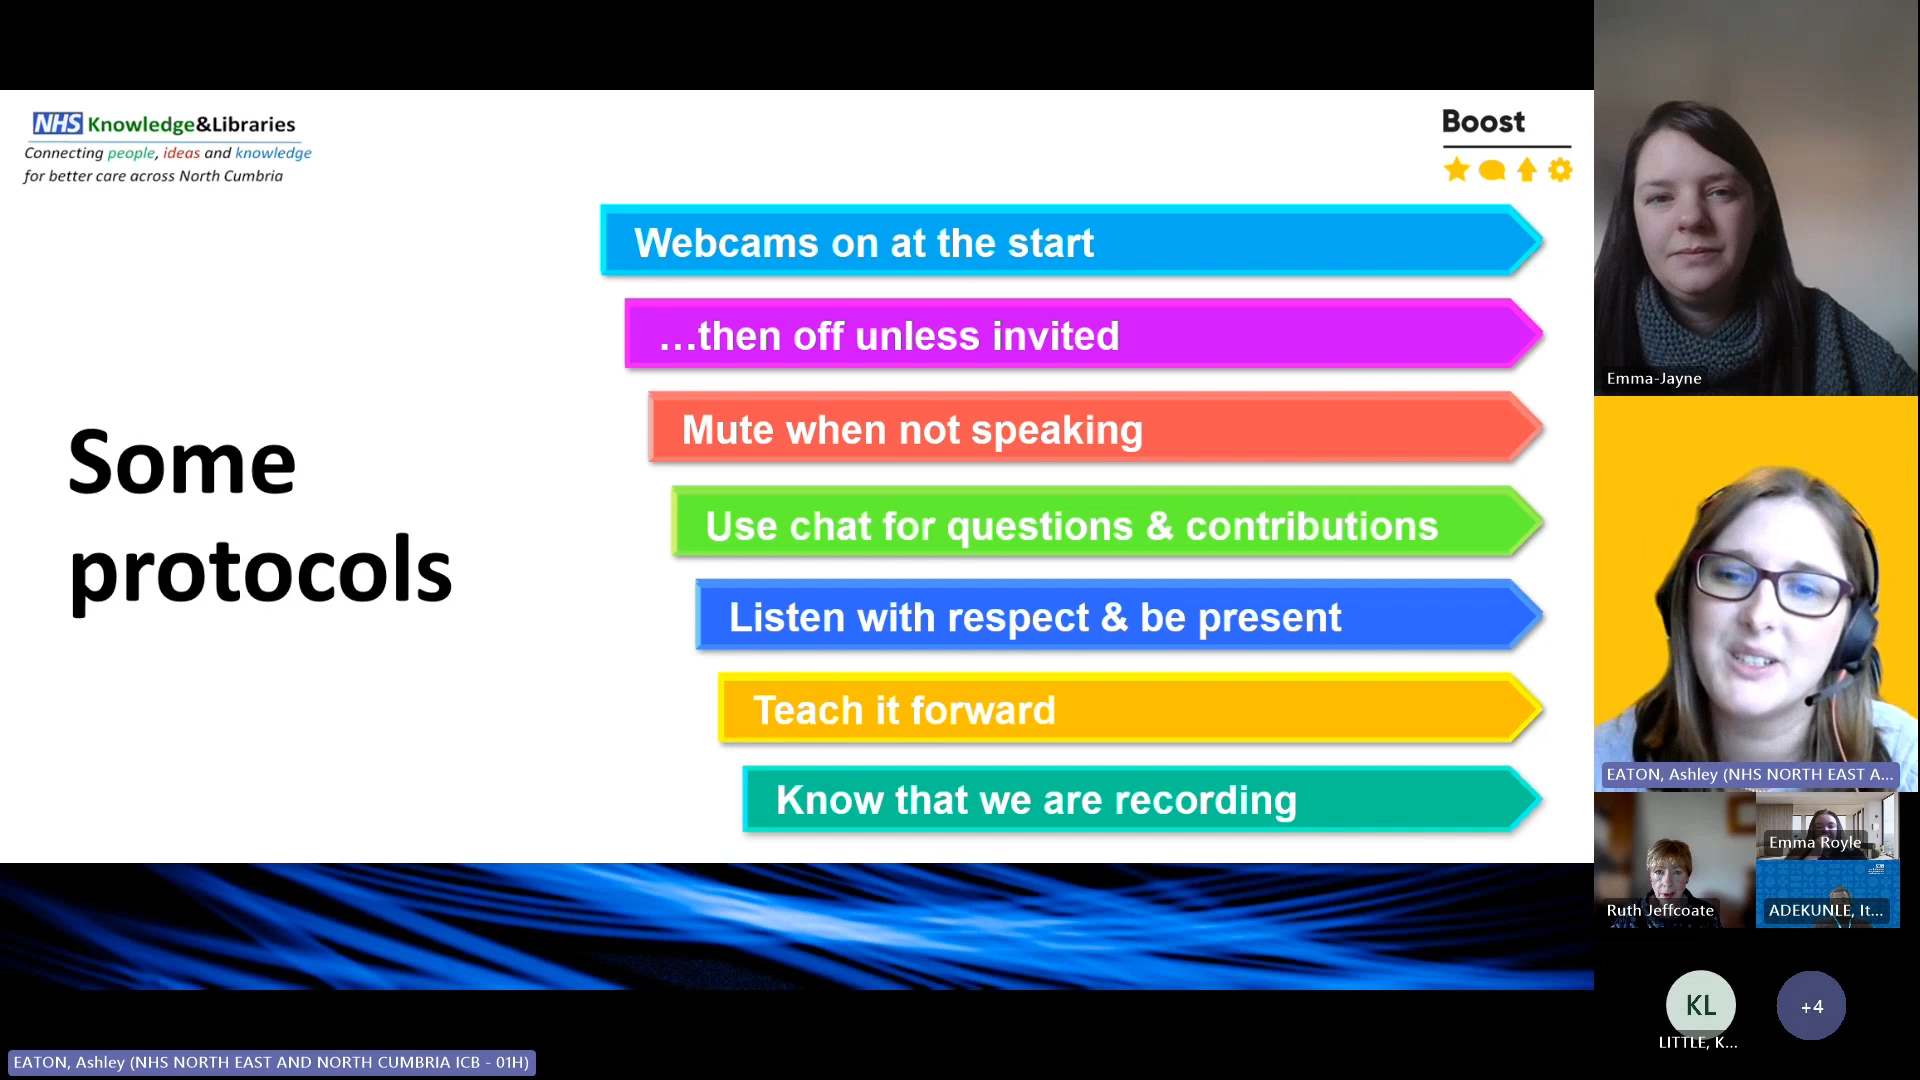 NHS Knowledge&Libraries
Connecting people, ideas and knowledge
for better care across North Cumbria
Boost
Some
protocols
Webcams on at the start
...then off unless invited
Mute when not speaking
Use chat for questions & contributions
Listen with respect & be present
Teach it forward
Know that we are recording
Emma-Jayne
EATON, Ashley (NHS NORTH EAST A...
Ruth Jeffcoate
Emma Royle
ADEKUNLE, It...
KL
LITTLE, K...
+4
EATON, Ashley (NHS NORTH EAST AND NORTH CUMBRIA ICB - 01H)